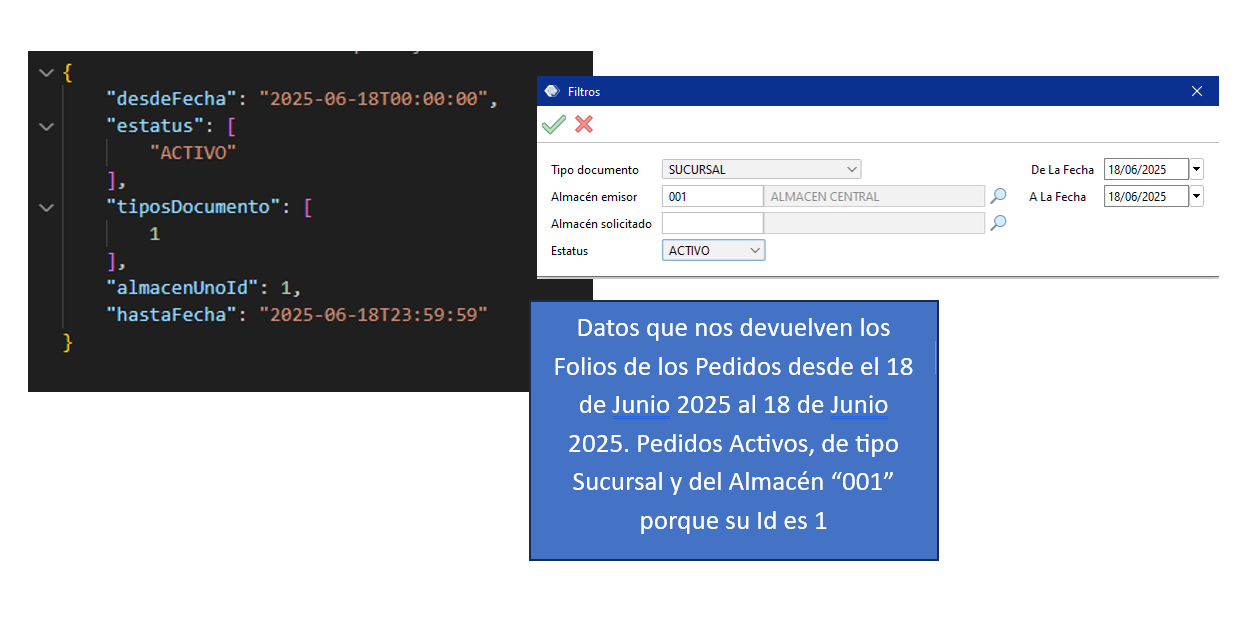 {
"desdeFecha": "2025-06-18T00:00:00",
"estatus": [
"ACTIVO"
],
"tiposDocumento": [
1
],
"almacenUnoId": 1,
"hastaFecha": "2025-06-18T23:59:59"
}
Filtros
Tipo documento SUCURSAL De La Fecha 18/06/2025
Almacén emisor 001 ALMACEN CENTRAL A La Fecha 18/06/2025
Almacén solicitado
Estatus ACTIVO
Datos que nos devuelven los
Folios de los Pedidos desde el 18
de Junio 2025 al 18 de Junio
2025. Pedidos Activos, de tipo
Sucursal y del Almacén “001”
porque su Id es 1